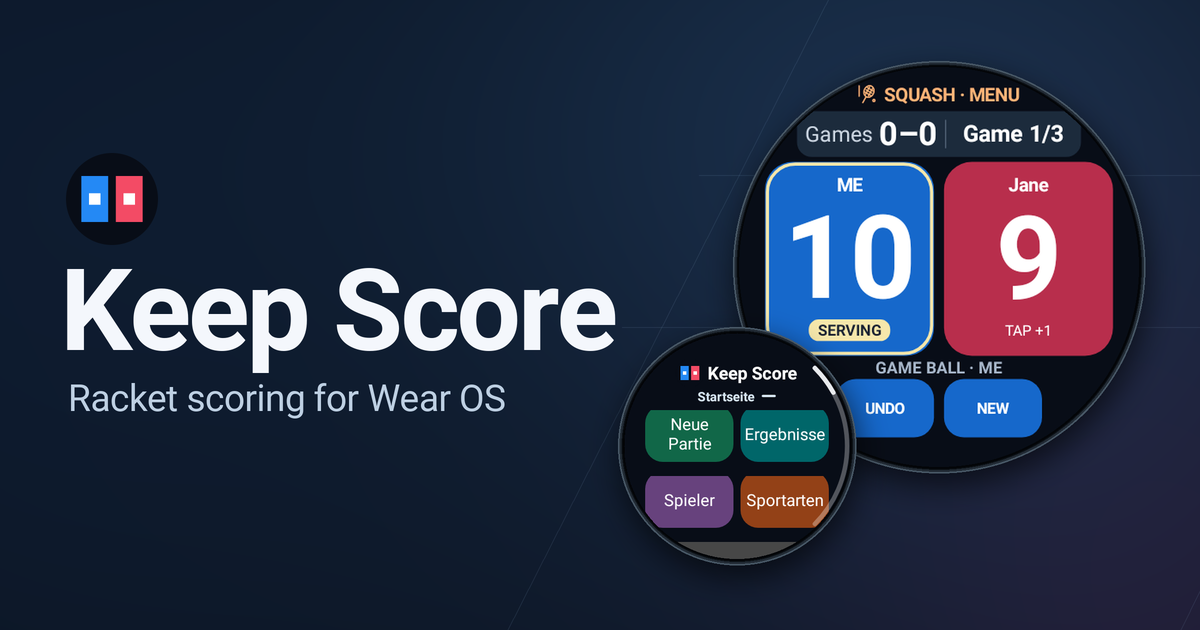 Keep Score
Racket scoring for Wear OS
SQUASH · MENU
Games 0–0 Game 1/3
ME
10
SERVING
Jane
9
TAP +1
GAME BALL · ME
UNDO
NEW
Keep Score
Startseite
Neue
Partie
Ergebnisse
Spieler
Sportarten